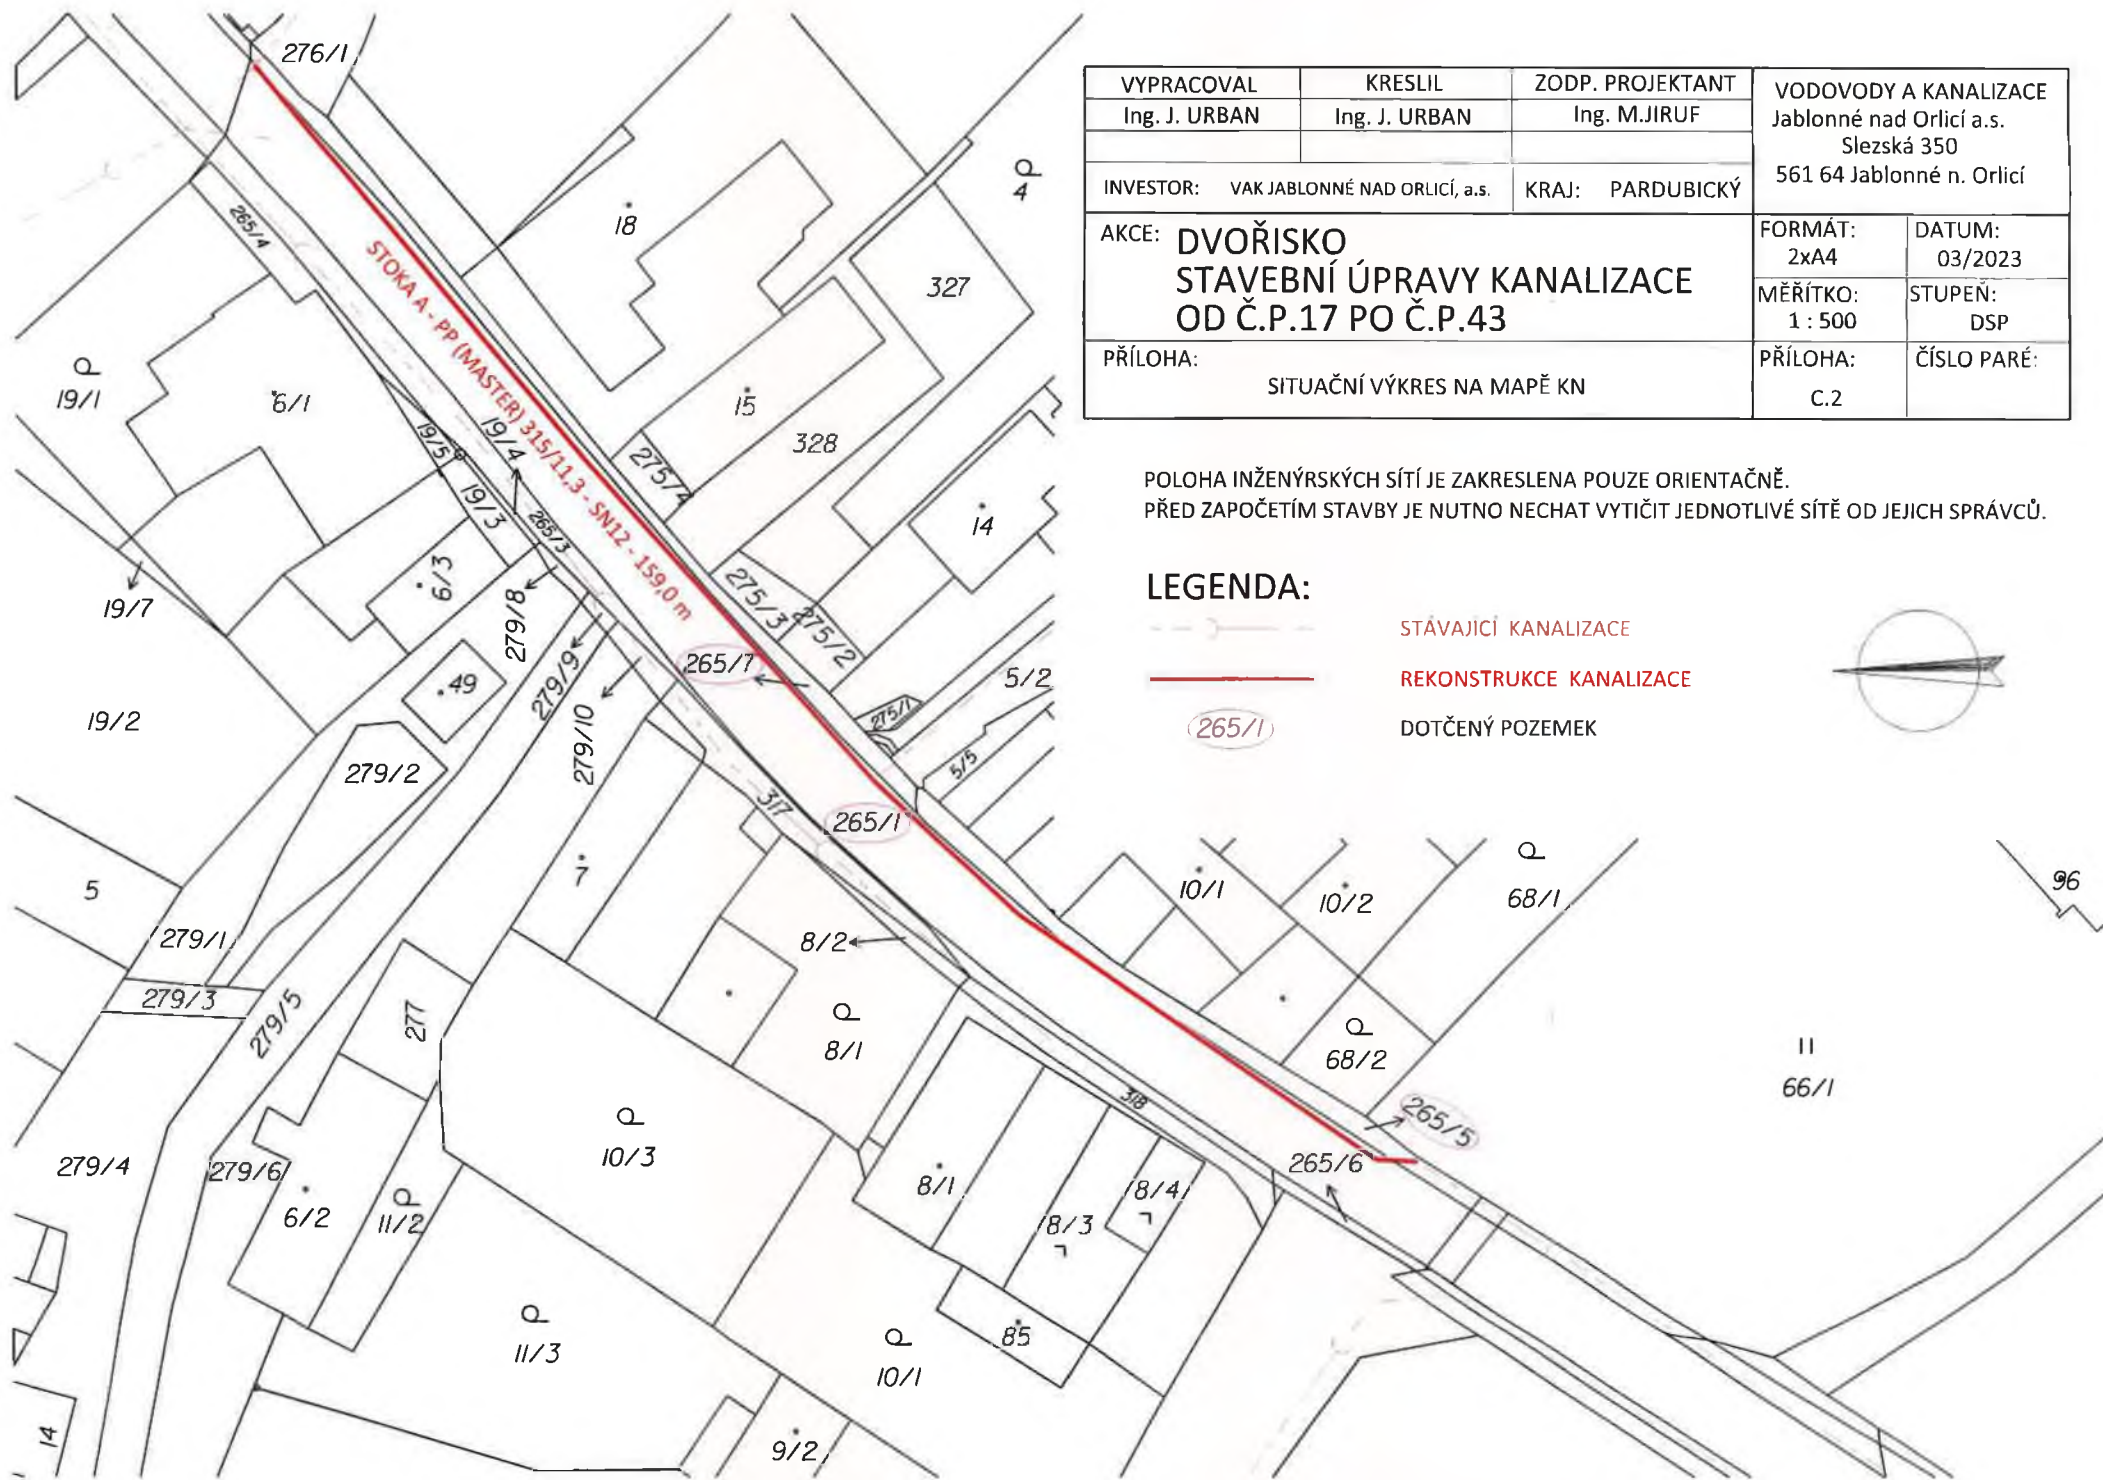 VYPRACOVAL KRESLIL ZODP. PROJEKTANT
Ing. J. URBAN Ing. J. URBAN Ing. M.JIRUF
VODOVODY A KANALIZACE
Jablonné nad Orlicí a.s.
Slezská 350
561 64 Jablonné n. Orlicí
INVESTOR: VAK JABLONNÉ NAD ORLICÍ, a.s. KRAJ: PARDUBICKÝ
AKCE: DVOŘISKO
STAVEBNÍ ÚPRAVY KANALIZACE
OD Č.P.17 PO Č.P.43
FORMÁT:
2xA4
DATUM:
03/2023
MĚŘÍTKO:
1 : 500
STUPEŇ:
DSP
PŘÍLOHA:
SITUAČNÍ VÝKRES NA MAPĚ KN
PŘÍLOHA:
C.2
ČÍSLO PARÉ:
POLOHA INŽENÝRSKÝCH SÍTÍ JE ZAKRESLENA POUZE ORIENTAČNĚ.
PŘED ZAPOČETÍM STAVBY JE NUTNO NECHAT VYTIČIT JEDNOTLIVÉ SÍTĚ OD JEJICH SPRÁVCŮ.
LEGENDA:
STÁVAJÍCÍ KANALIZACE
REKONSTRUKCE KANALIZACE
265/1
DOTČENÝ POZEMEK
STOKA A - PP (MASTER) 315/11,3 - SN12 - 159,0 m
276/1
4
18
265/4
327
19/1
6/1
15
328
19/5
19/4
275/4
19/3
265/3
14
6/3
19/7
279/8
275/3
275/2
279/9
265/7
5/2
49
19/2
279/10
275/1
279/2
5/5
317
265/1
7
5
10/1
10/2
68/1
96
279/1
8/2
279/3
279/5
277
8/1
68/2
66/1
318
265/5
10/3
279/4
279/6
265/6
8/1
8/4
6/2
11/2
8/3
11/3
85
10/1
14
9/2